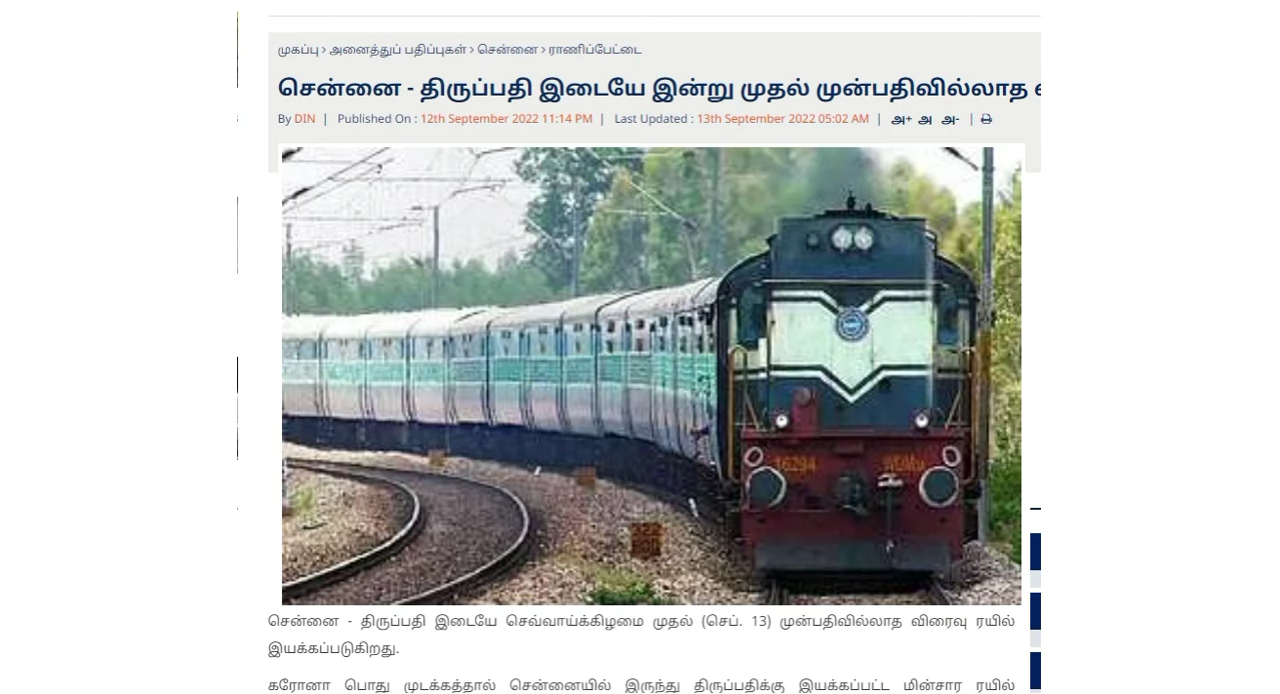 முகப்பு › அனைத்துப் பதிப்புகள் › சென்னை › ராணிப்பேட்டை
சென்னை - திருப்பதி இடையே இன்று முதல் முன்பதிவில்லாத
By DIN | Published On : 12th September 2022 11:14 PM | Last Updated : 13th September 2022 05:02 AM | அ+ அ அ- |
16294
சென்னை - திருப்பதி இடையே செவ்வாய்க்கிழமை முதல் (செப். 13) முன்பதிவில்லாத விரைவு ரயில்
இயக்கப்படுகிறது.
கரோனா பொது முடக்கத்தால் சென்னையில் இருந்து திருப்பதிக்கு இயக்கப்பட்ட மின்சார ரயில்